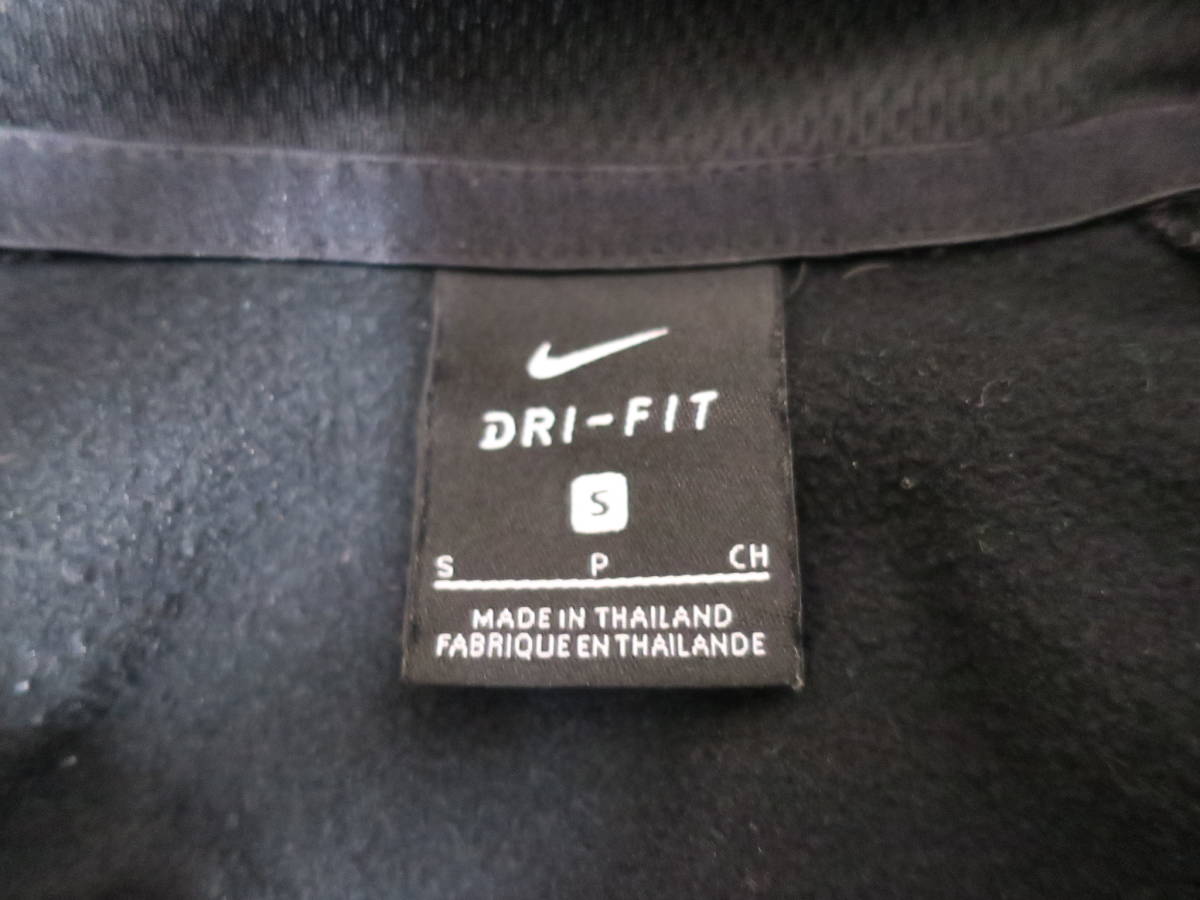 DRI-FIT
S
S P CH
MADE IN THAILAND
FABRIQUE EN THAILANDE